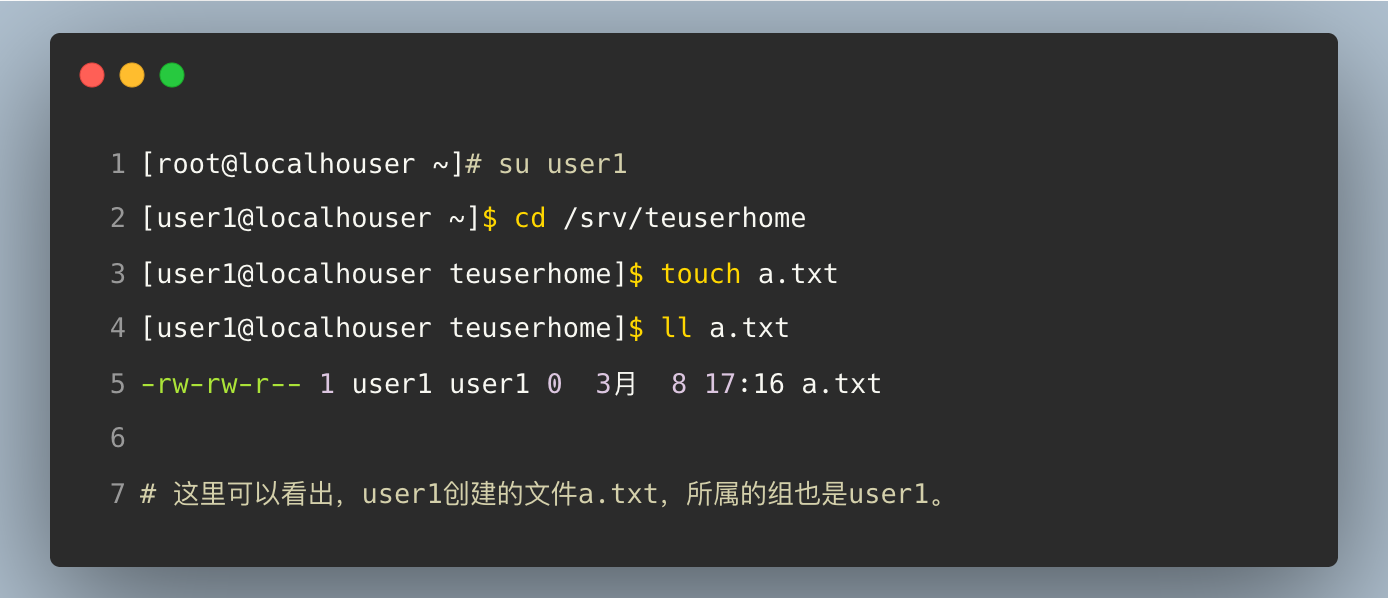 1 [root@localhouser ~]# su user1
2 [user1@localhouser ~]$ cd /srv/teuserhome
3 [user1@localhouser teuserhome]$ touch a.txt
4 [user1@localhouser teuserhome]$ ll a.txt
5 -rw-rw-r-- 1 user1 user1 0  3月  8 17:16 a.txt
6
7 # 这里可以看出，user1创建的文件a.txt，所属的组也是user1。